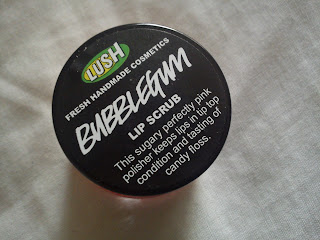 LUSH
FRESH HANDMADE COSMETICS
BUBBLEGUM
LIP SCRUB
This sugary perfectly pink
polisher keeps lips in tip top
condition and tasting of
candy floss.